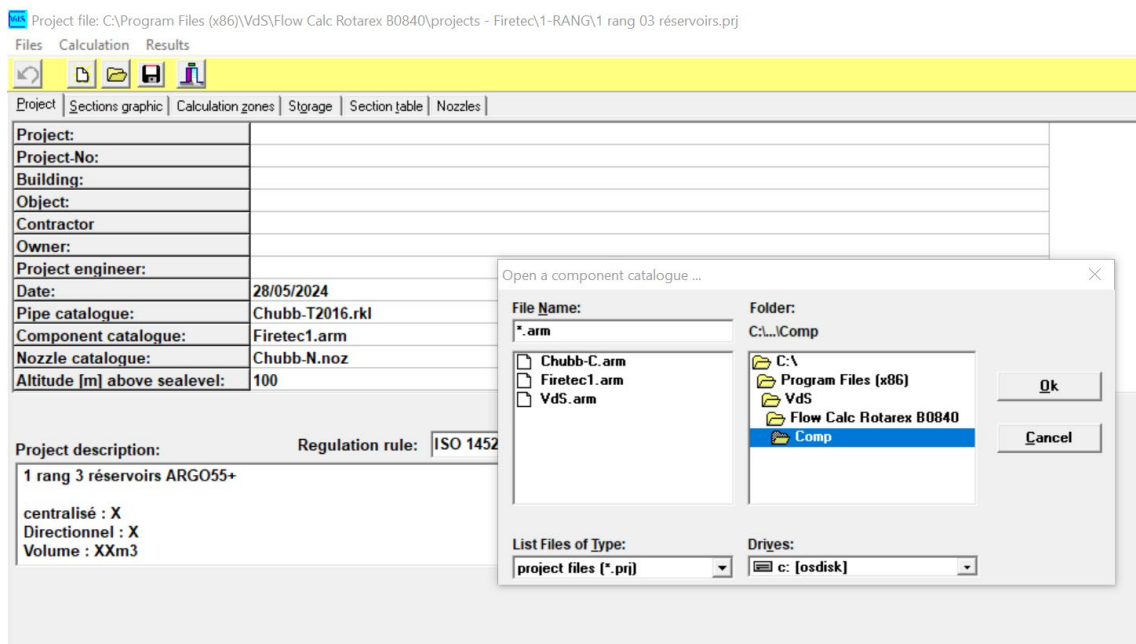 VdS Project file: C:\Program Files (x86)\VdS\Flow Calc Rotarex B0840\projects - Firetec\1-RANG\1 rang 03 réservoirs.prj
Files Calculation Results
Project Sections graphic Calculation zones Storage Section table Nozzles
Project:
Project-No:
Building:
Object:
Contractor
Owner:
Project engineer:
Date: 28/05/2024
Pipe catalogue: Chubb-T2016.rkl
Component catalogue: Firetec1.arm
Nozzle catalogue: Chubb-N.noz
Altitude [m] above sealevel: 100
Project description: Regulation rule: ISO 1452
1 rang 3 réservoirs ARGO55+
centralisé : X
Directionnel : X
Volume : XXm3
Open a component catalogue ...
File Name: Folder:
*.arm C:\...\Comp
Chubb-C.arm C:\
Firetec1.arm Program Files (x86)
VdS.arm VdS
Flow Calc Rotarex B0840
Comp
Ok
Cancel
List Files of Type: Drives:
project files (*.prj) c: [osdisk]